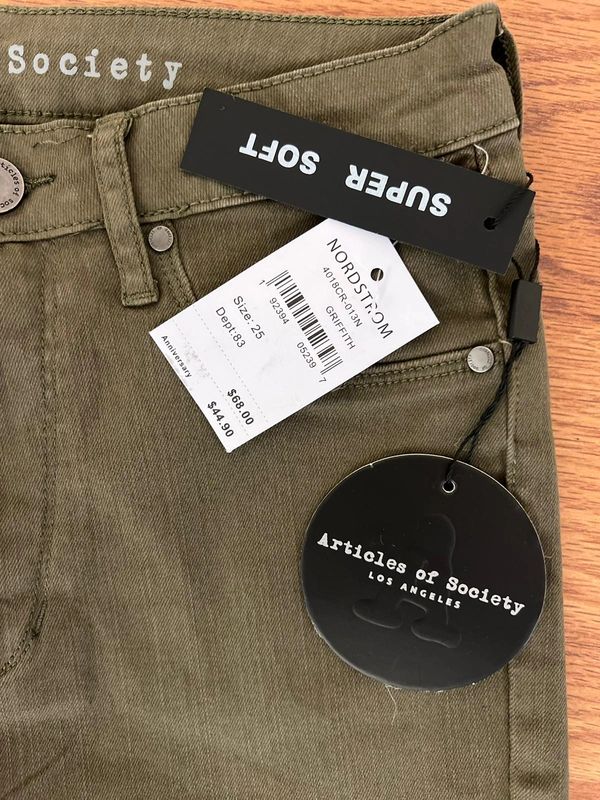 Society
SUPER SOFT
NORDSTROM
4018CR-013N
GRIFFITH
1 92394 05239 7
Size: 25
Dept:83
$68.00
Anniversary
$44.90
Articles of Society
LOS ANGELES